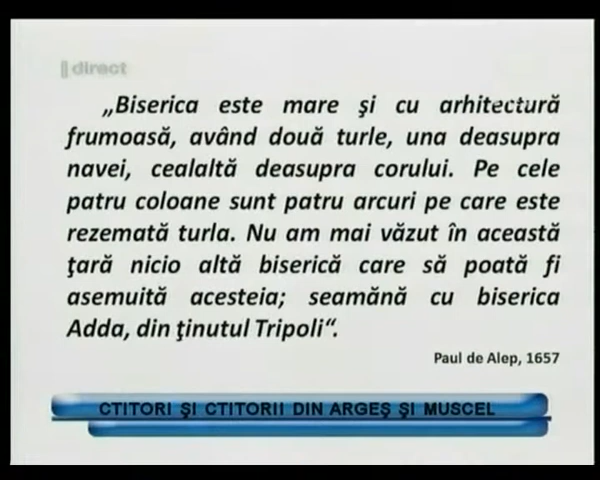 direct
„Biserica este mare şi cu arhitectură
frumoasă, având două turle, una deasupra
navei, cealaltă deasupra corului. Pe cele
patru coloane sunt patru arcuri pe care este
rezemată turla. Nu am mai văzut în această
ţară nicio altă biserică care să poată fi
asemuită acesteia; seamănă cu biserica
Adda, din ţinutul Tripoli“.
Paul de Alep, 1657
CTITORI ŞI CTITORII DIN ARGEŞ ŞI MUSCEL